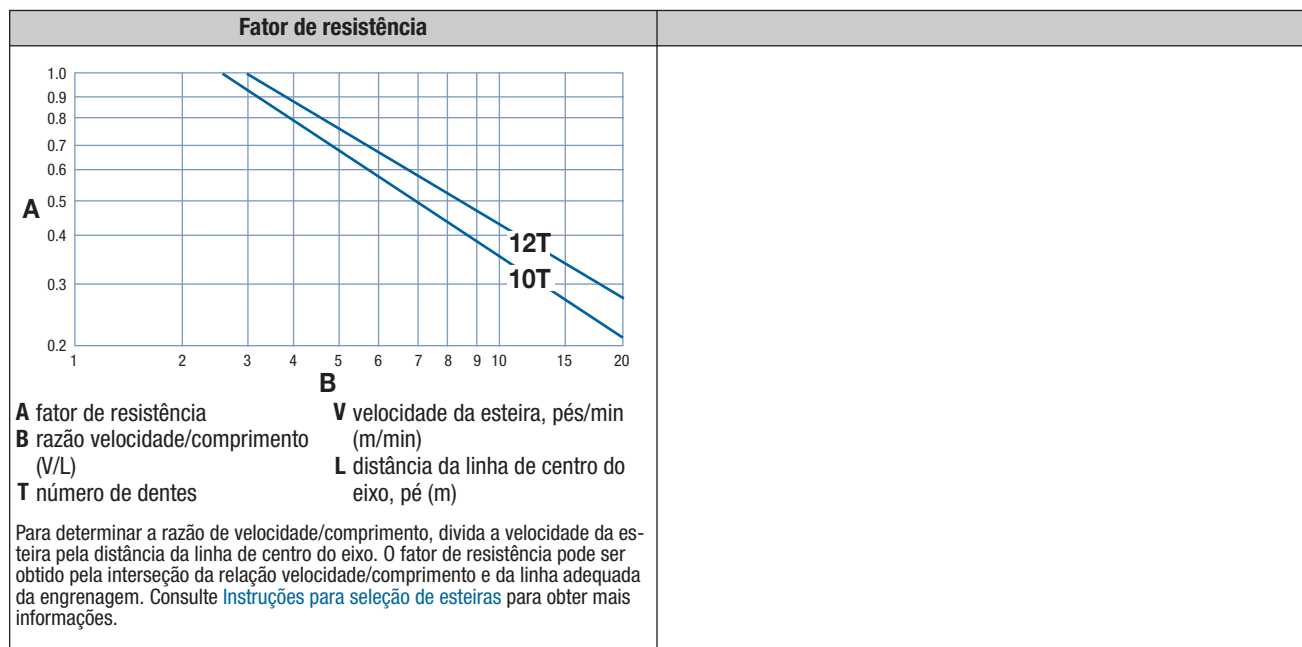 Fator de resistência
1.0
0.9
0.8
0.7
0.6
0.5
A
0.4
0.3
0.2
12T
10T
1 2 3 4 5 6 7 8 9 10 15 20
B
A fator de resistência
B razão velocidade/comprimento
(V/L)
T número de dentes
V velocidade da esteira, pés/min
(m/min)
L distância da linha de centro do
eixo, pé (m)
Para determinar a razão de velocidade/comprimento, divida a velocidade da es-
teira pela distância da linha de centro do eixo. O fator de resistência pode ser
obtido pela interseção da relação velocidade/comprimento e da linha adequada
da engrenagem. Consulte Instruções para seleção de esteiras para obter mais
informações.